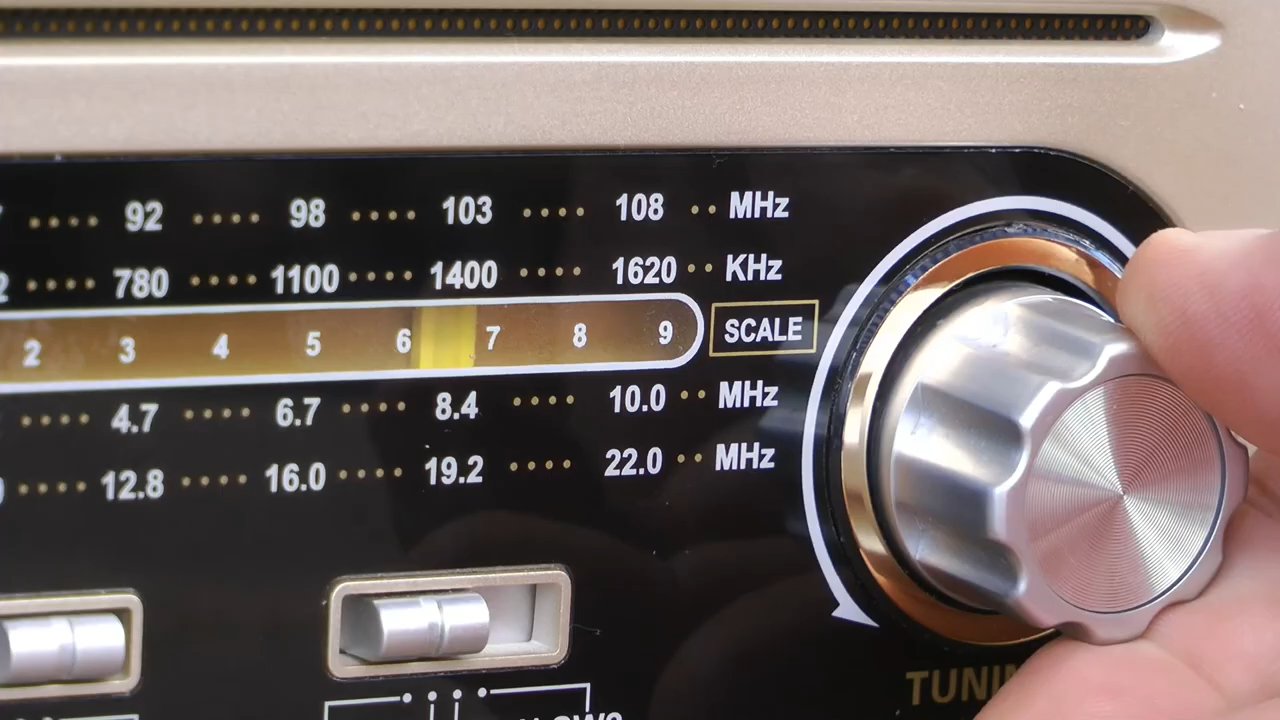 92 98 103 108 MHz
780 1100 1400 1620 KHz
2 3 4 5 6 7 8 9 SCALE
4.7 6.7 8.4 10.0 MHz
12.8 16.0 19.2 22.0 MHz
TUNIN